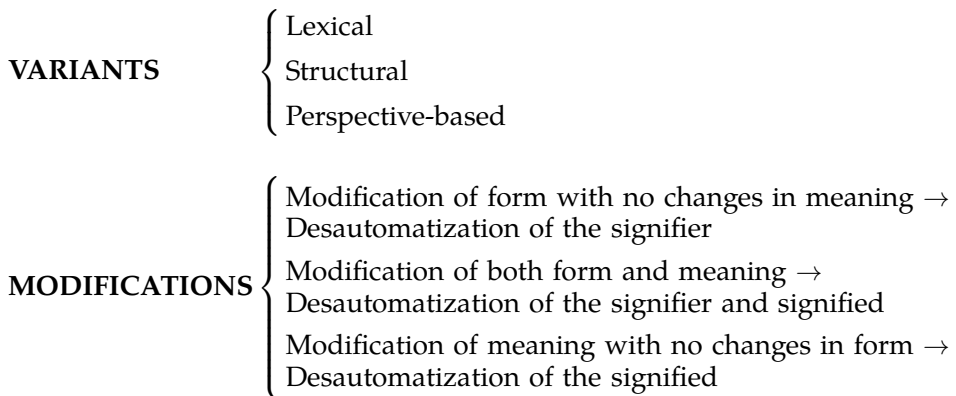 VARIANTS
Lexical
Structural
Perspective-based
MODIFICATIONS
Modification of form with no changes in meaning →
Desautomatization of the signifier
Modification of both form and meaning →
Desautomatization of the signifier and signified
Modification of meaning with no changes in form →
Desautomatization of the signified